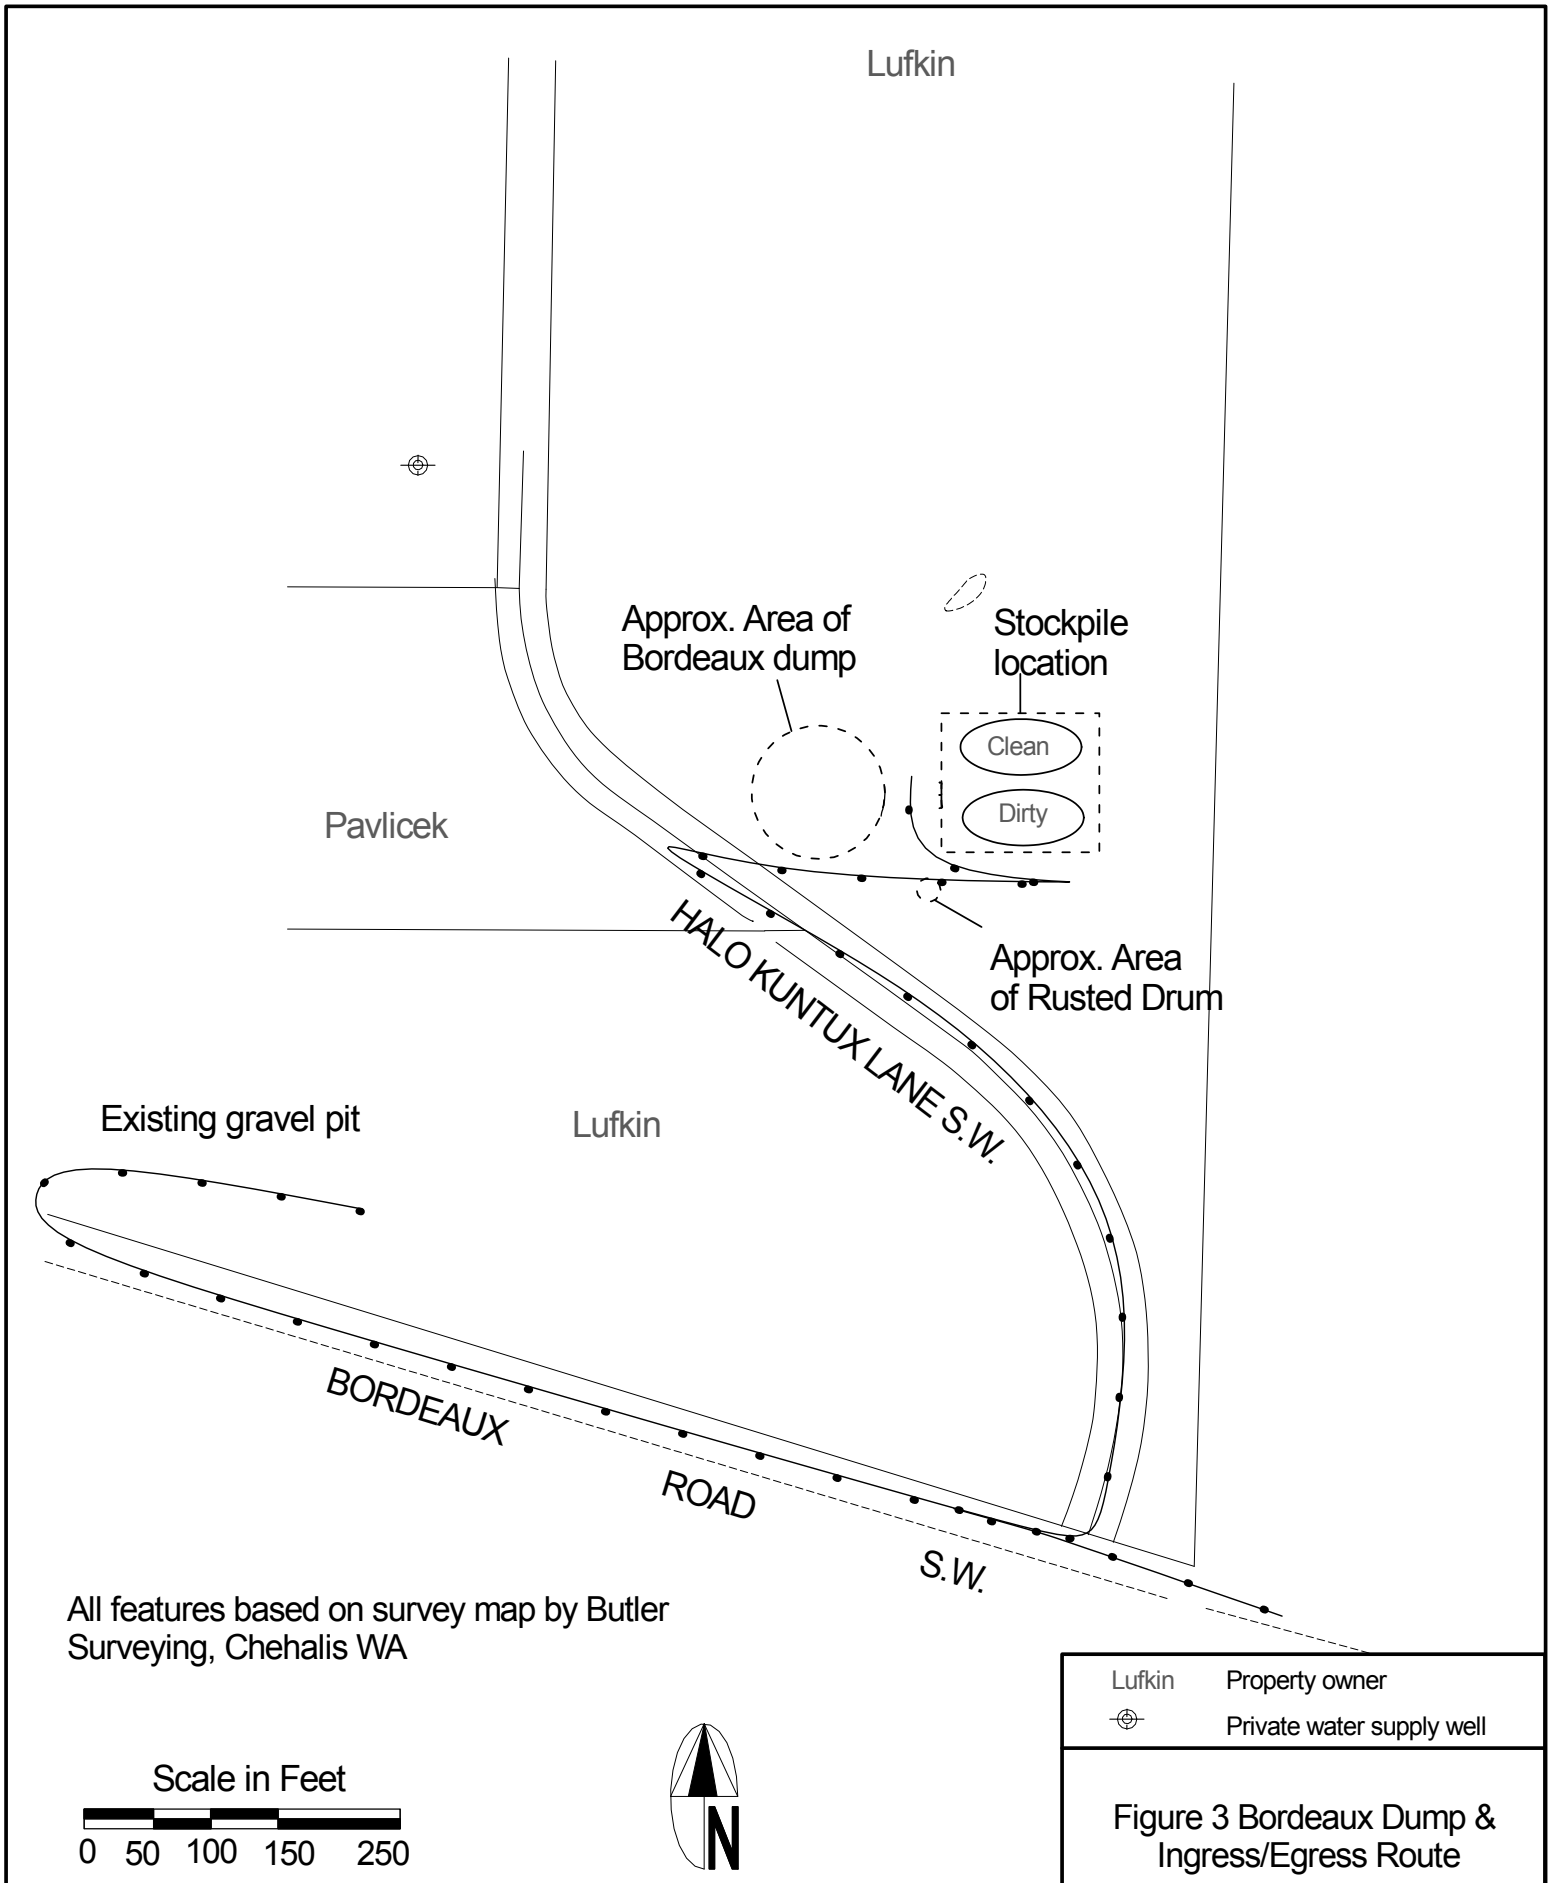 Lufkin
Approx. Area of
Bordeaux dump
Stockpile
location
Clean
Dirty
Pavlicek
HALO KUNTUX LANE S.W.
Approx. Area
of Rusted Drum
Existing gravel pit
Lufkin
BORDEAUX
ROAD
S.W.
All features based on survey map by Butler
Surveying, Chehalis WA
Scale in Feet
0 50 100 150 250
N
Lufkin Property owner
Private water supply well
Figure 3 Bordeaux Dump &
Ingress/Egress Route